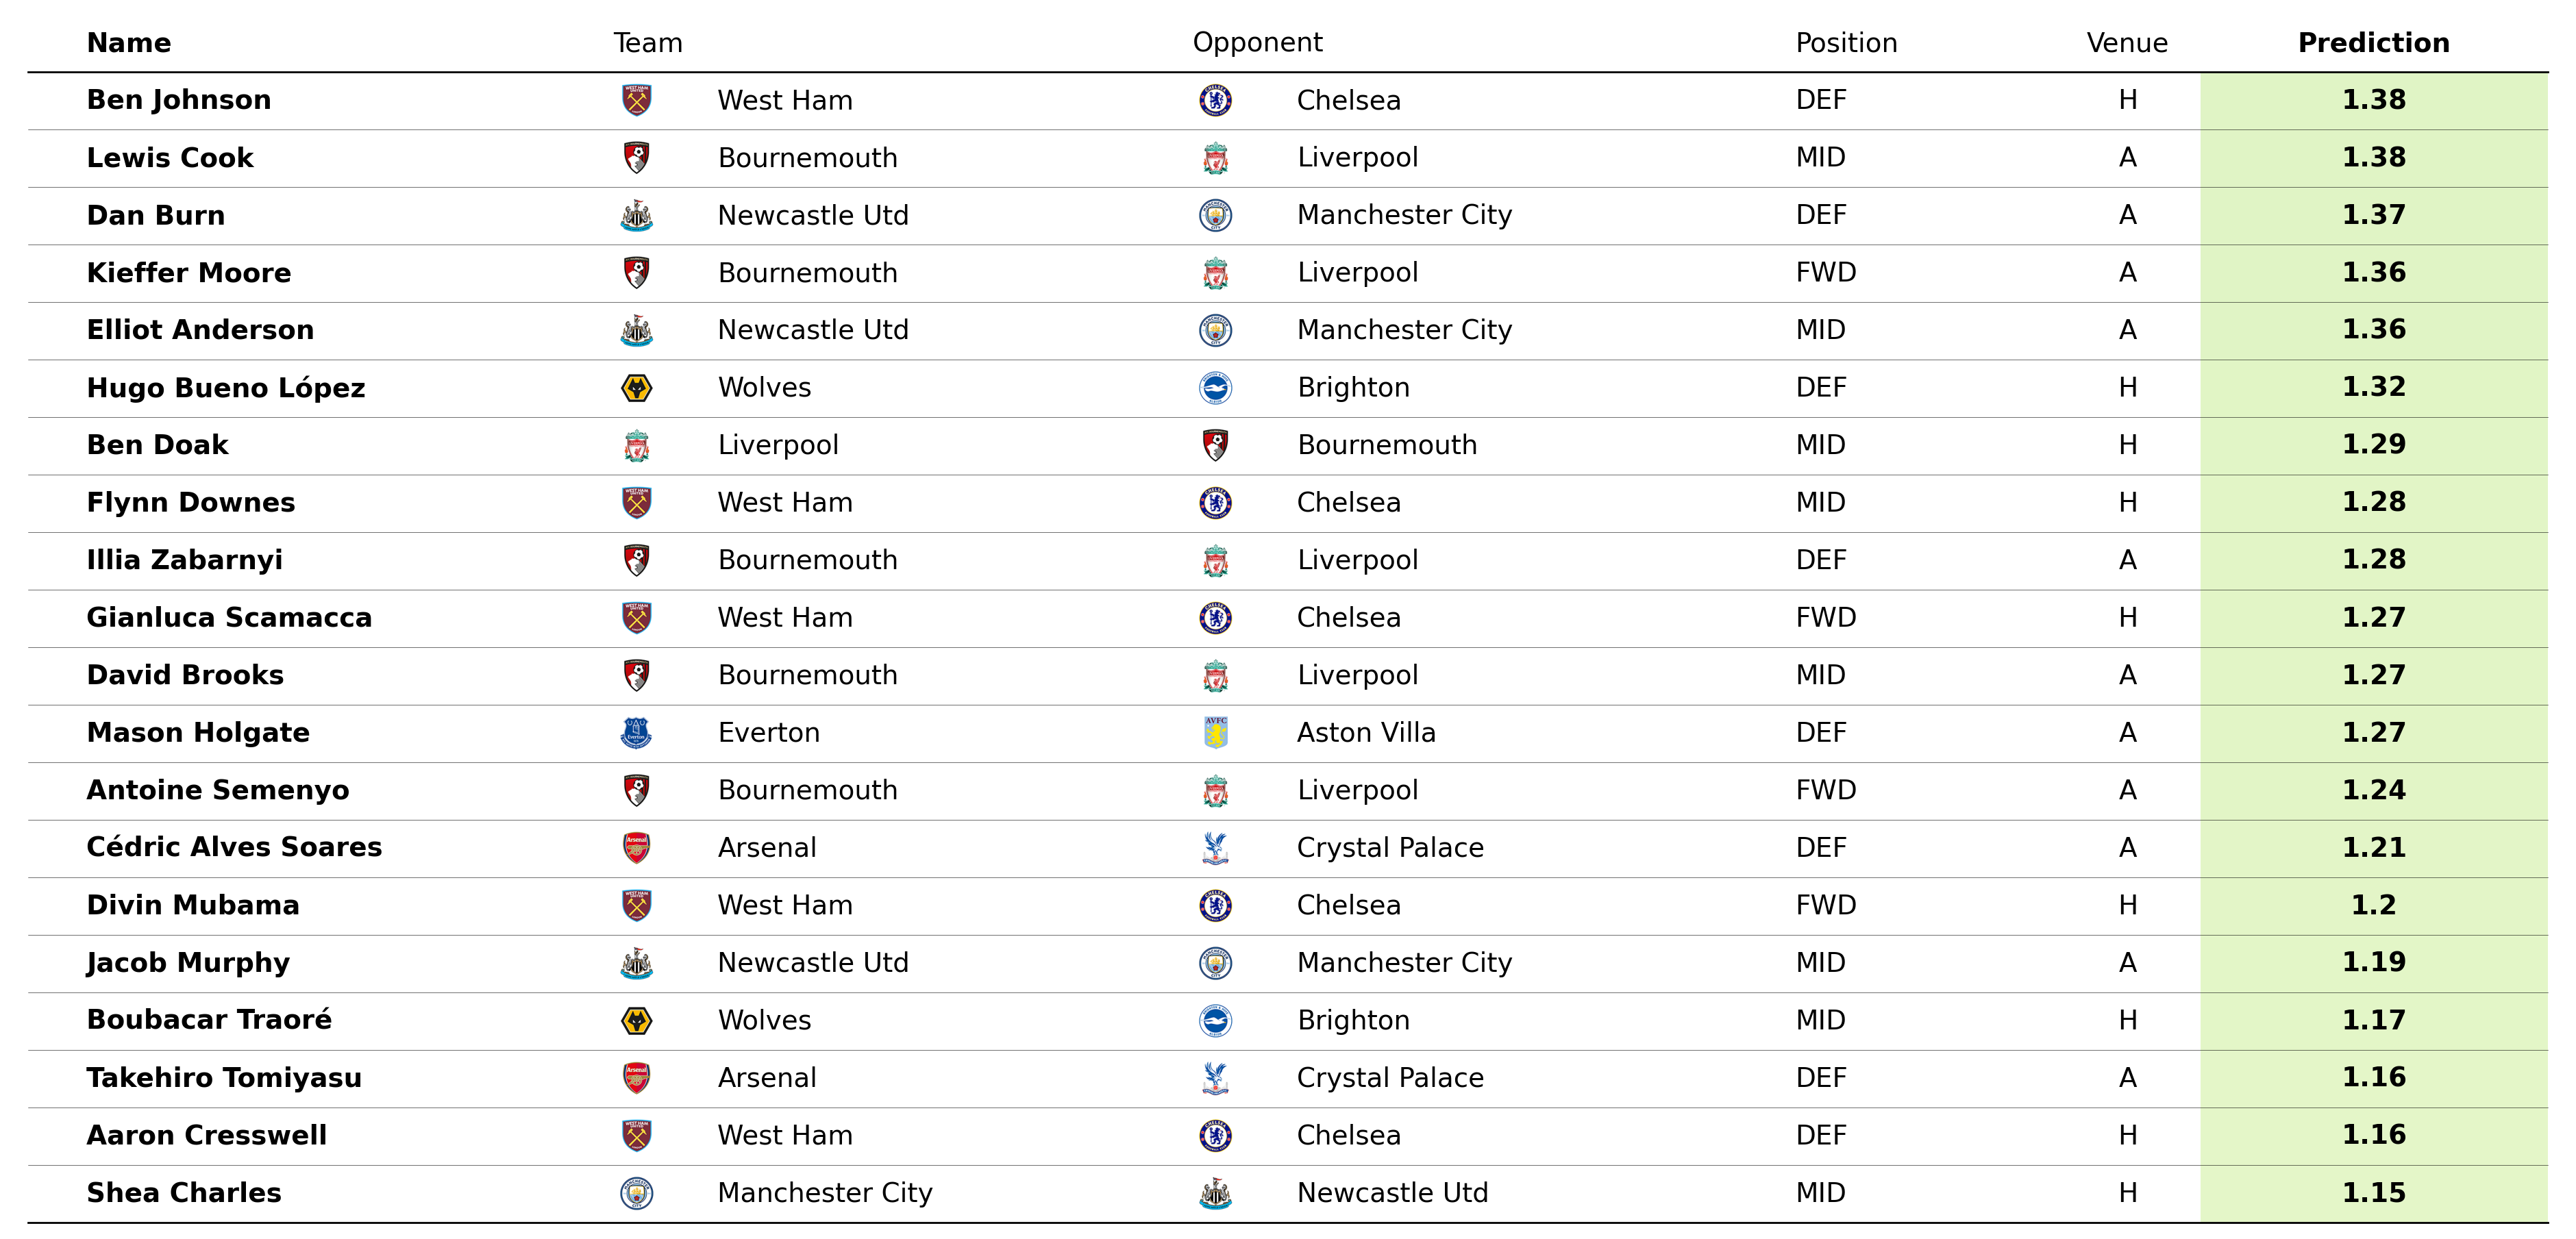 Name Team Opponent Position Venue Prediction
Ben Johnson West Ham Chelsea DEF H 1.38
Lewis Cook Bournemouth Liverpool MID A 1.38
Dan Burn Newcastle Utd Manchester City DEF A 1.37
Kieffer Moore Bournemouth Liverpool FWD A 1.36
Elliot Anderson Newcastle Utd Manchester City MID A 1.36
Hugo Bueno López Wolves Brighton DEF H 1.32
Ben Doak Liverpool Bournemouth MID H 1.29
Flynn Downes West Ham Chelsea MID H 1.28
Illia Zabarnyi Bournemouth Liverpool DEF A 1.28
Gianluca Scamacca West Ham Chelsea FWD H 1.27
David Brooks Bournemouth Liverpool MID A 1.27
Mason Holgate Everton Aston Villa DEF A 1.27
Antoine Semenyo Bournemouth Liverpool FWD A 1.24
Cédric Alves Soares Arsenal Crystal Palace DEF A 1.21
Divin Mubama West Ham Chelsea FWD H 1.2
Jacob Murphy Newcastle Utd Manchester City MID A 1.19
Boubacar Traoré Wolves Brighton MID H 1.17
Takehiro Tomiyasu Arsenal Crystal Palace DEF A 1.16
Aaron Cresswell West Ham Chelsea DEF H 1.16
Shea Charles Manchester City Newcastle Utd MID H 1.15